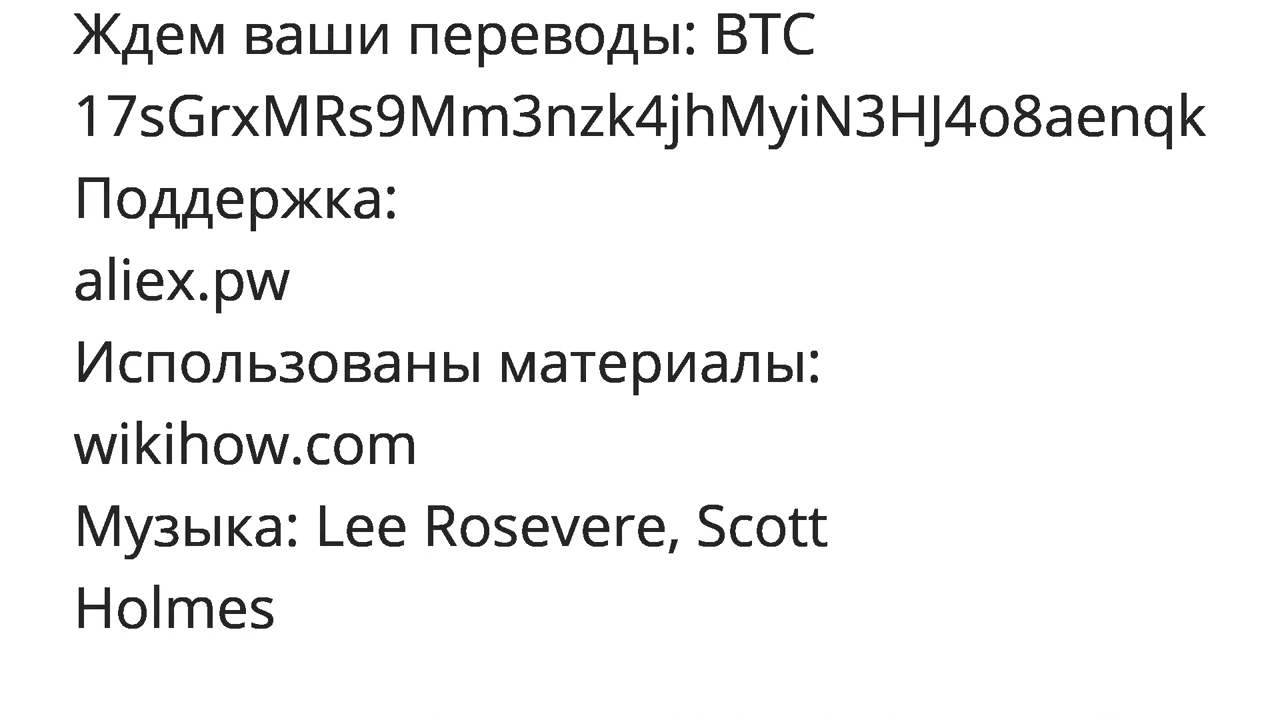 Ждем ваши переводы: BTC
17sGrxMRs9Mm3nzk4jhMyiN3HJ4o8aenqk
Поддержка:
aliex.pw
Использованы материалы:
wikihow.com
Музыка: Lee Rosevere, Scott
Holmes